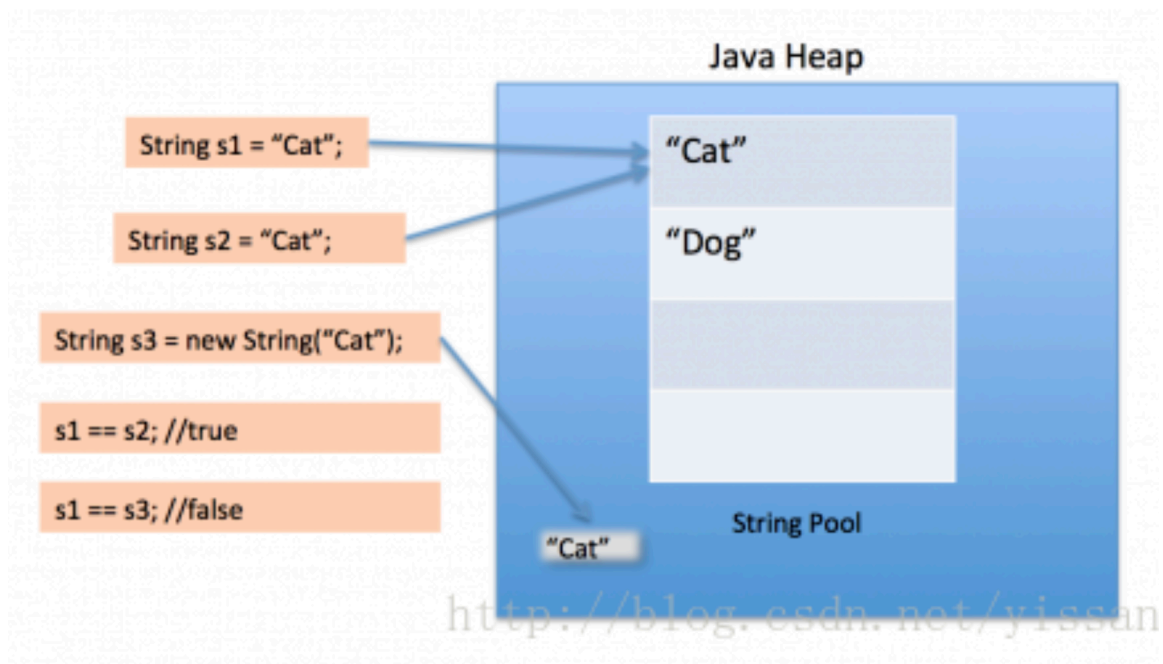 Java Heap
String s1 = “Cat”;
“Cat”
String s2 = “Cat”;
“Dog”
String s3 = new String(“Cat”);
s1 == s2; //true
s1 == s3; //false
String Pool
“Cat”
http://blog.csdn.net/yissan